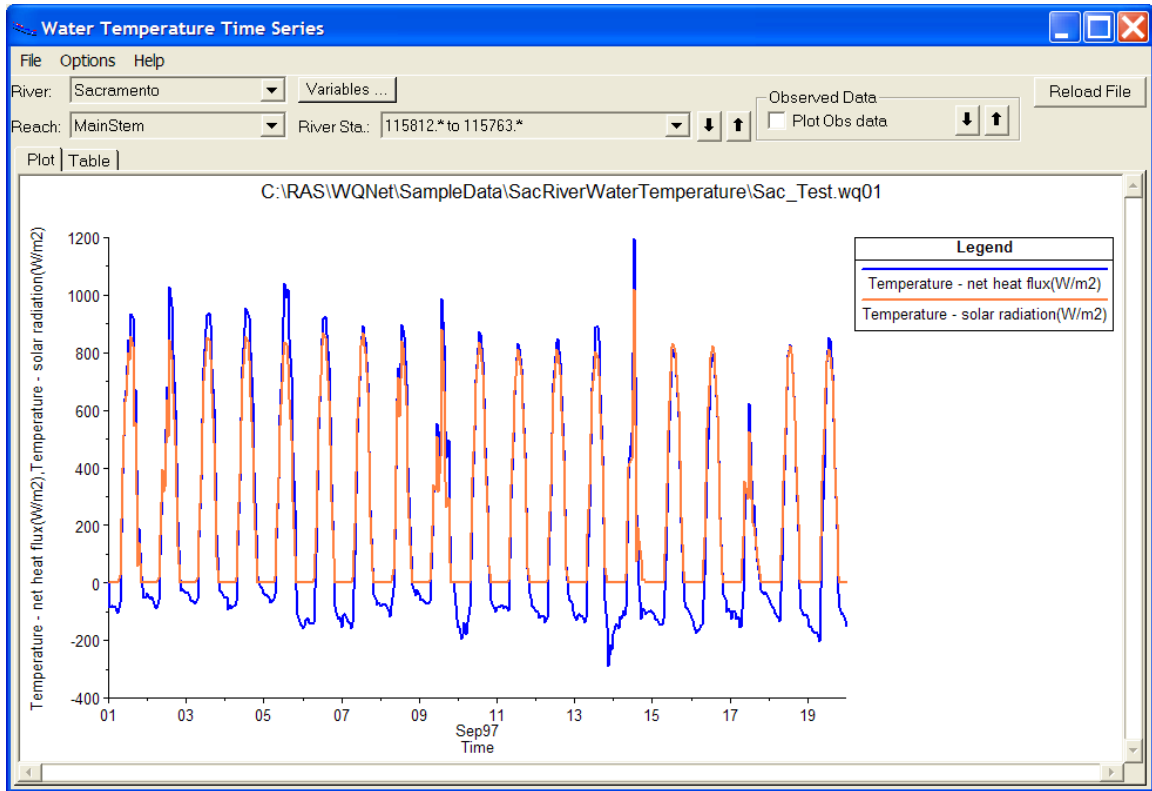 Water Temperature Time Series
File Options Help
River: Sacramento Variables ... Reload File
Observed Data
Reach: MainStem River Sta.: 115812.* to 115763.* Plot Obs data
Plot Table
C:\RAS\WQNet\SampleData\SacRiverWaterTemperature\Sac_Test.wq01
Temperature - net heat flux(W/m2),Temperature - solar radiation(W/m2)
1200
1000
800
600
400
200
0
-200
-400
01 03 05 07 09 11 13 15 17 19
Sep97
Time
Legend
Temperature - net heat flux(W/m2)
Temperature - solar radiation(W/m2)